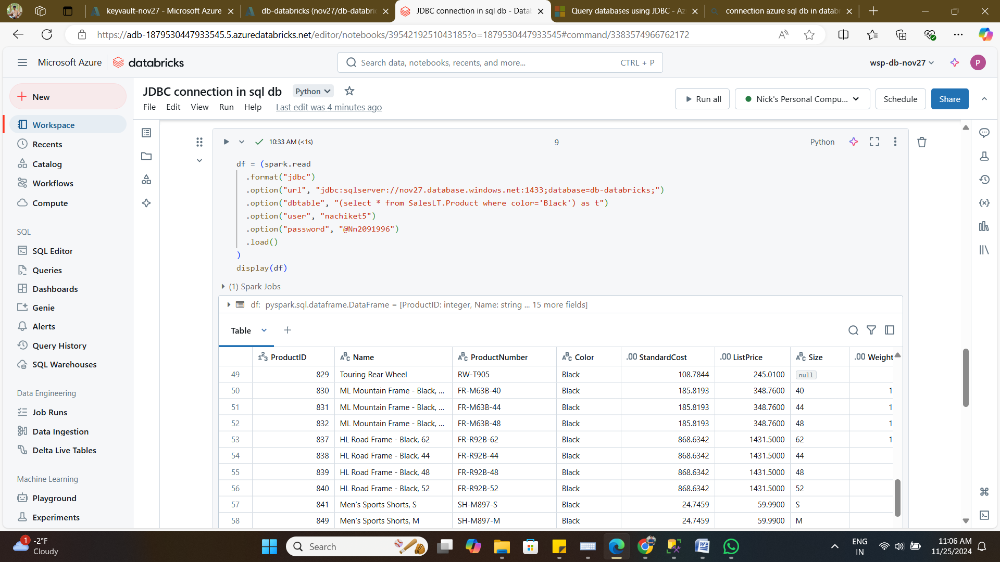 keyvault-nov27 - Microsoft Azure
db-databricks (nov27/db-databric
JDBC connection in sql db - Data
Query databases using JDBC - Az
connection azure sql db in datab
https://adb-1879530447933545.5.azuredatabricks.net/editor/notebooks/3954219251043185?o=1879530447933545#command/3383574966762172
Microsoft Azure databricks
Search data, notebooks, recents, and more... CTRL + P
wsp-db-nov27
P
New
Workspace
Recents
Catalog
Workflows
Compute
SQL
SQL Editor
Queries
Dashboards
Genie
Alerts
Query History
SQL Warehouses
Data Engineering
Job Runs
Data Ingestion
Delta Live Tables
Machine Learning
Playground
Experiments
JDBC connection in sql db Python
File Edit View Run Help Last edit was 4 minutes ago
Run all Nick's Personal Compu... Schedule Share
10:33 AM (<1s) 9 Python
df = (spark.read
.format("jdbc")
.option("url", "jdbc:sqlserver://nov27.database.windows.net:1433;database=db-databricks;")
.option("dbtable", "(select * from SalesLT.Product where color='Black') as t")
.option("user", "nachiket5")
.option("password", "@Nn2091996")
.load()
)
display(df)
(1) Spark Jobs
df: pyspark.sql.dataframe.DataFrame = [ProductID: integer, Name: string ... 15 more fields]
Table
ProductID Name ProductNumber Color StandardCost ListPrice Size Weight
49 829 Touring Rear Wheel RW-T905 Black 108.7844 245.0100 null
50 830 ML Mountain Frame - Black, ... FR-M63B-40 Black 185.8193 348.7600 40 1
51 831 ML Mountain Frame - Black, ... FR-M63B-44 Black 185.8193 348.7600 44 1
52 832 ML Mountain Frame - Black, ... FR-M63B-48 Black 185.8193 348.7600 48 1
53 837 HL Road Frame - Black, 62 FR-R92B-62 Black 868.6342 1431.5000 62 1
54 838 HL Road Frame - Black, 44 FR-R92B-44 Black 868.6342 1431.5000 44
55 839 HL Road Frame - Black, 48 FR-R92B-48 Black 868.6342 1431.5000 48
56 840 HL Road Frame - Black, 52 FR-R92B-52 Black 868.6342 1431.5000 52
57 841 Men's Sports Shorts, S SH-M897-S Black 24.7459 59.9900 S
58 849 Men's Sports Shorts, M SH-M897-M Black 24.7459 59.9900 M
1
-2°F
Cloudy
Search
ENG
IN
11:06 AM
11/25/2024